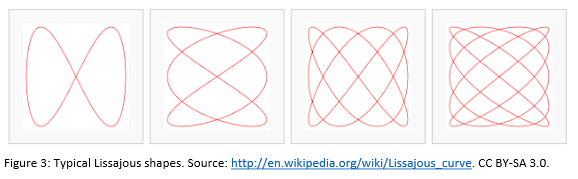 Figure 3: Typical Lissajous shapes. Source: http://en.wikipedia.org/wiki/Lissajous_curve. CC BY-SA 3.0.